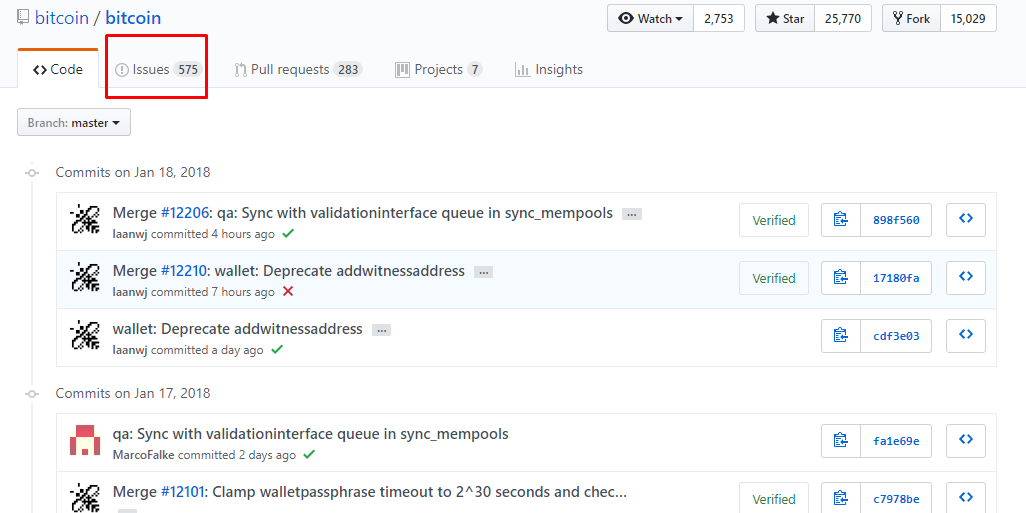 bitcoin / bitcoin
Watch 2,753 Star 25,770 Fork 15,029
Code Issues 575 Pull requests 283 Projects 7 Insights
Branch: master
Commits on Jan 18, 2018
Merge #12206: qa: Sync with validationinterface queue in sync_mempools ...
laanwj committed 4 hours ago
Verified 898f560
Merge #12210: wallet: Deprecate addwitnessaddress ...
laanwj committed 7 hours ago
Verified 17180fa
wallet: Deprecate addwitnessaddress ...
laanwj committed a day ago
cdf3e03
Commits on Jan 17, 2018
qa: Sync with validationinterface queue in sync_mempools
MarcoFalke committed 2 days ago
fa1e69e
Merge #12101: Clamp walletpassphrase timeout to 2^30 seconds and chec...
Verified c7978be